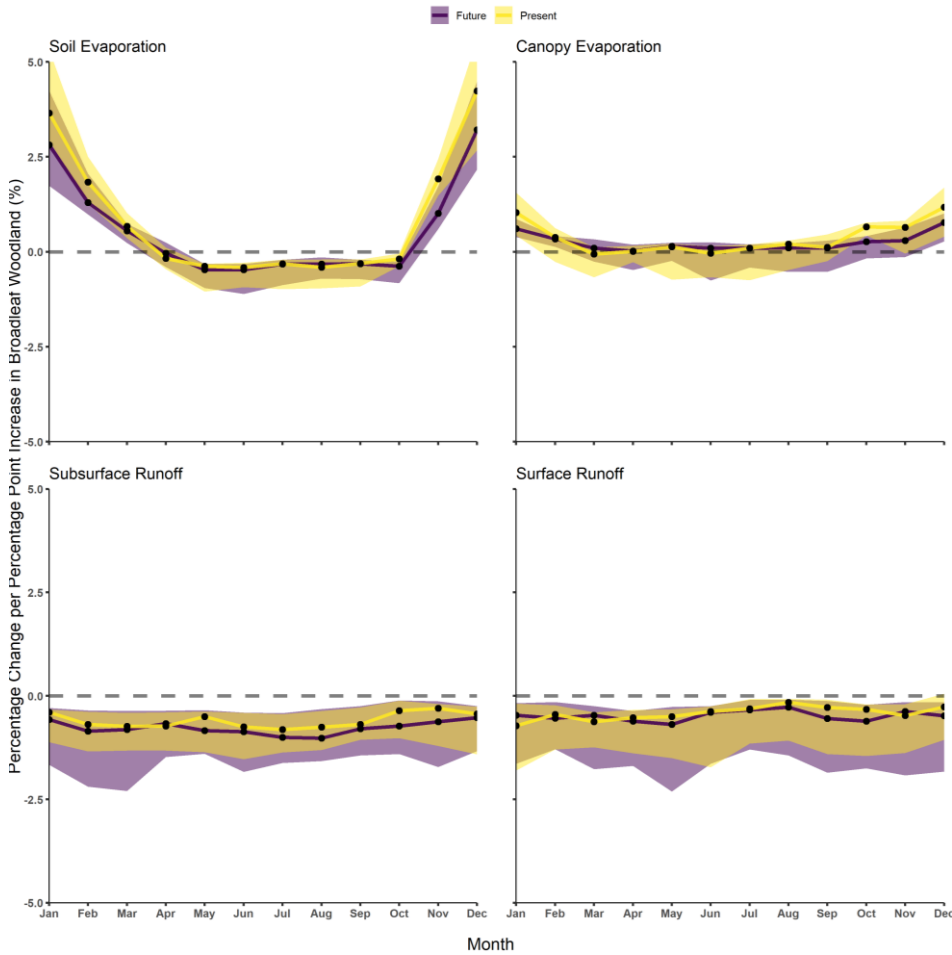 Future Present
Soil Evaporation Canopy Evaporation
5.0
2.5
0.0
-2.5
-5.0
Subsurface Runoff Surface Runoff
5.0
2.5
0.0
-2.5
-5.0
Jan Feb Mar Apr May Jun Jul Aug Sep Oct Nov Dec Jan Feb Mar Apr May Jun Jul Aug Sep Oct Nov Dec
Month
Percentage Change per Percentage Point Increase in Broadleaf Woodland (%)